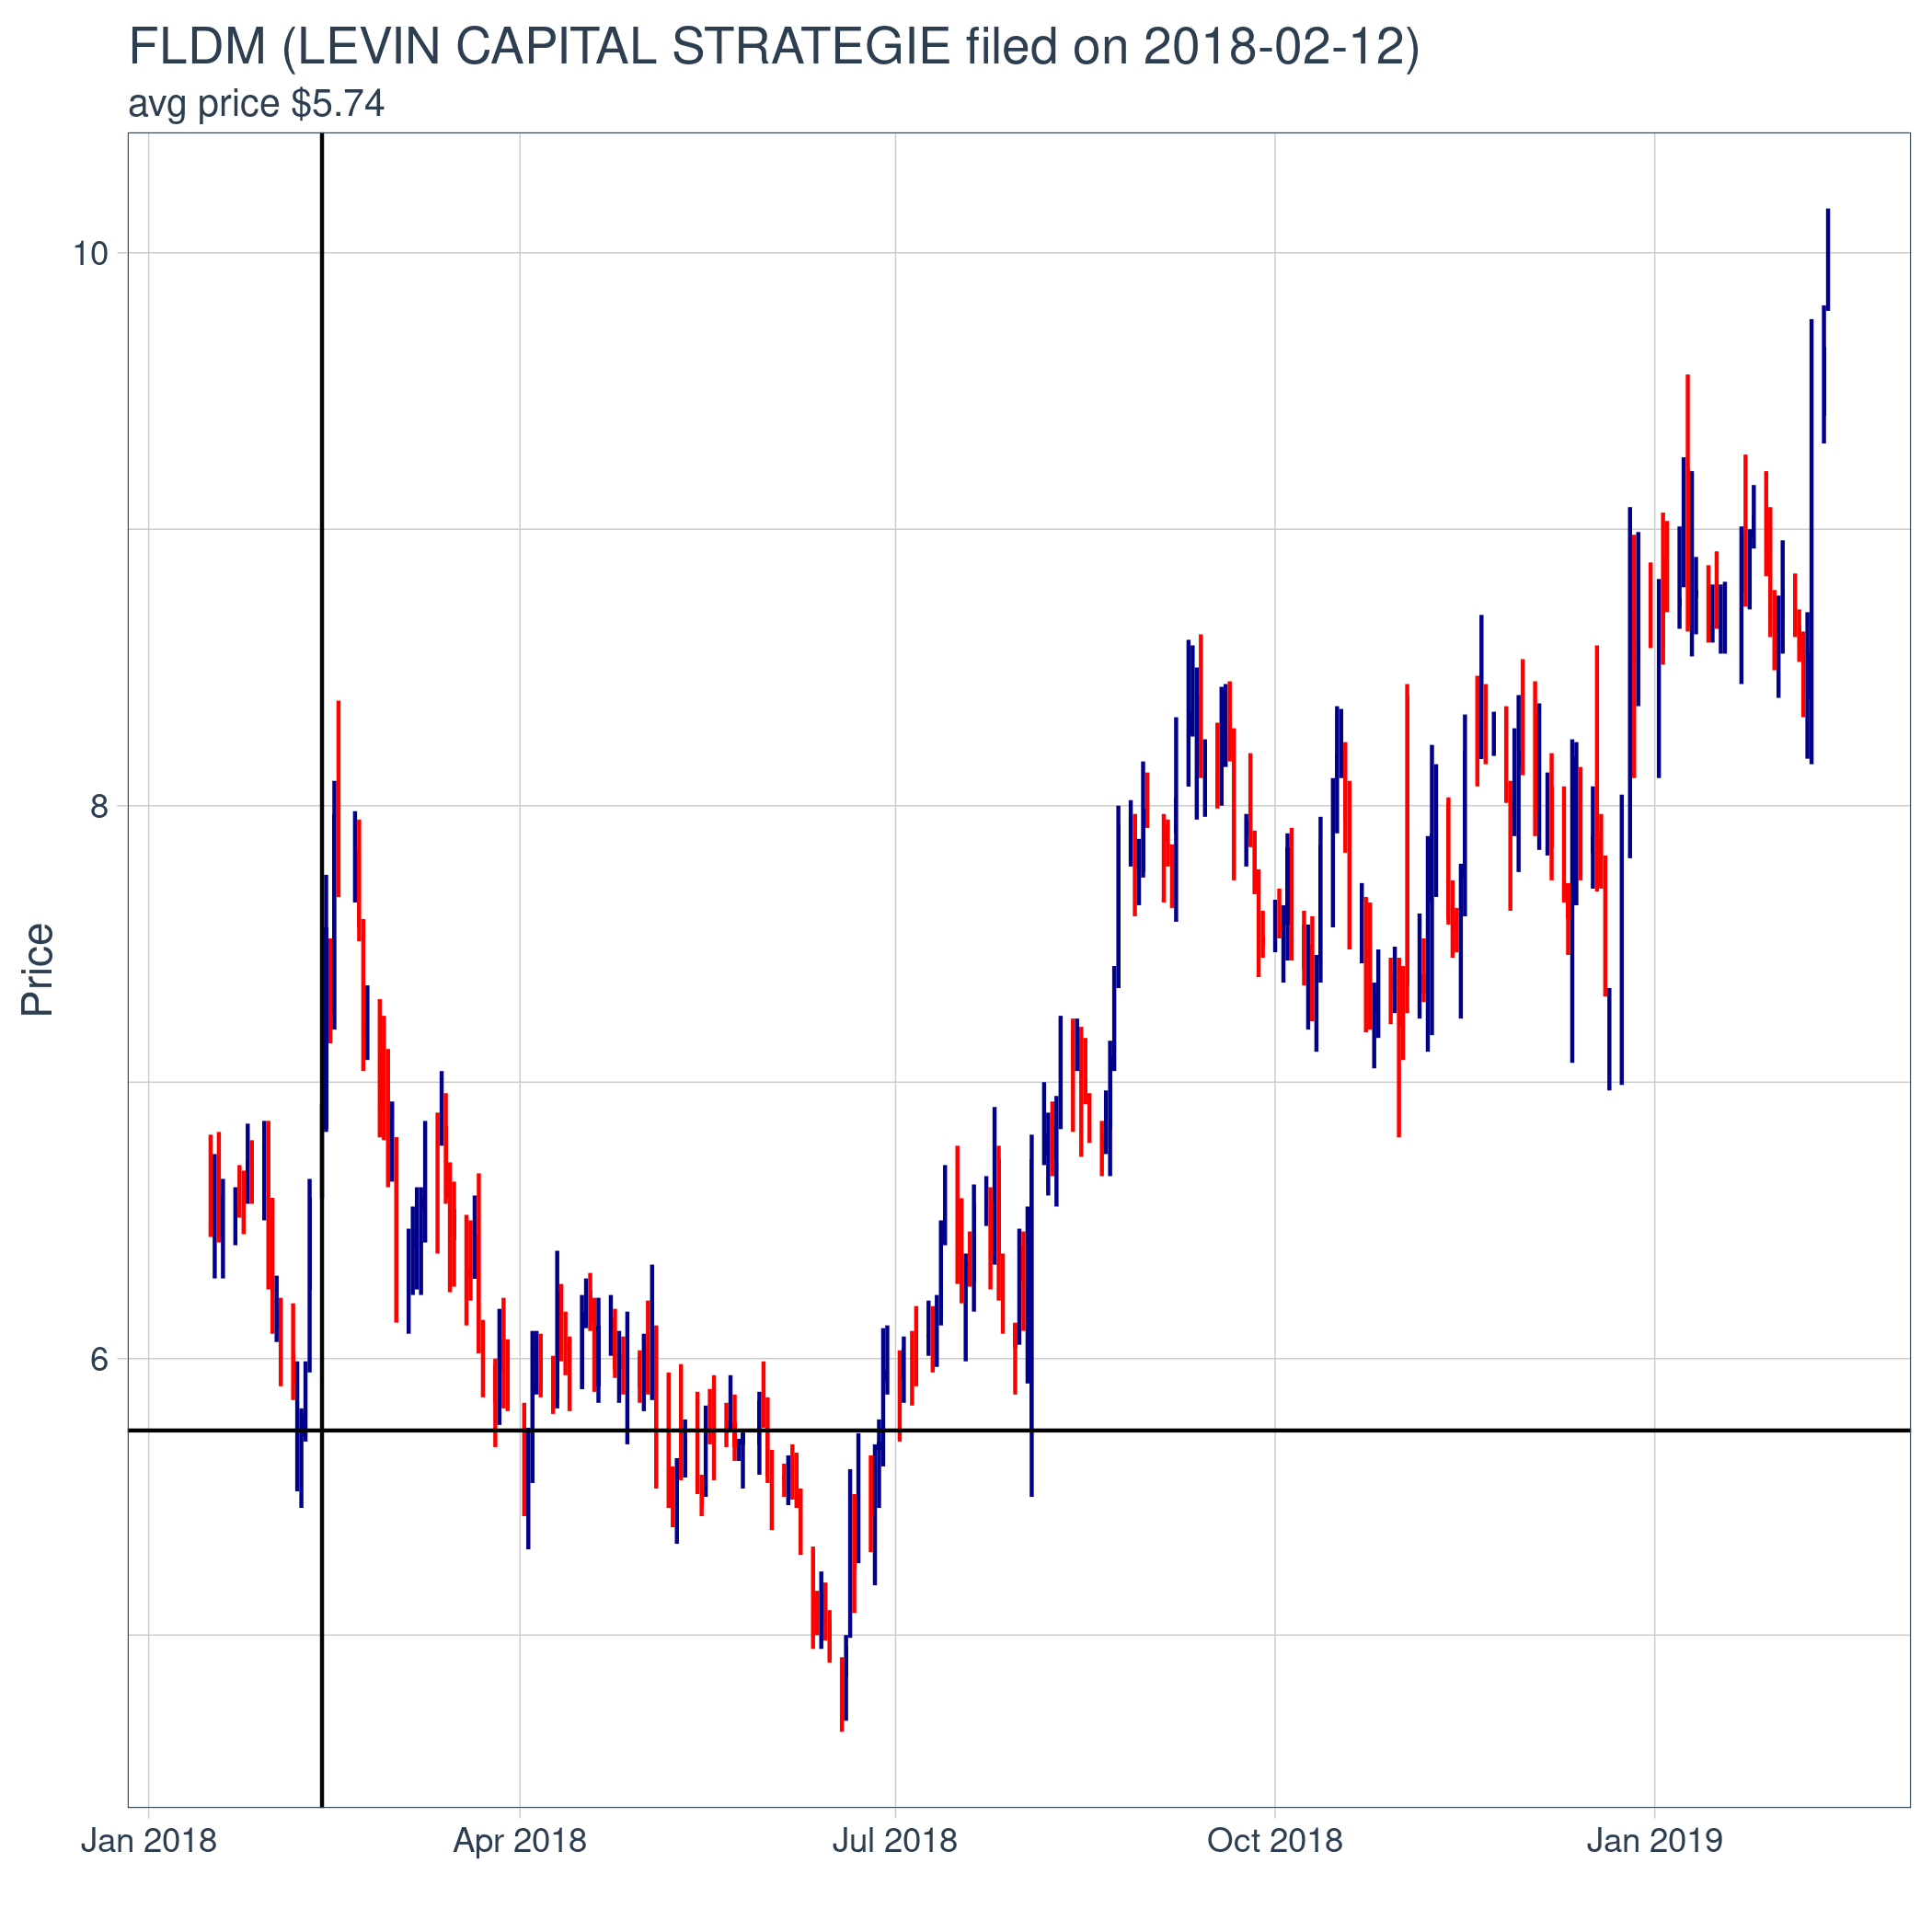 FLDM (LEVIN CAPITAL STRATEGIE filed on 2018-02-12)
avg price $5.74
10
8
6
Price
Jan 2018
Apr 2018
Jul 2018
Oct 2018
Jan 2019